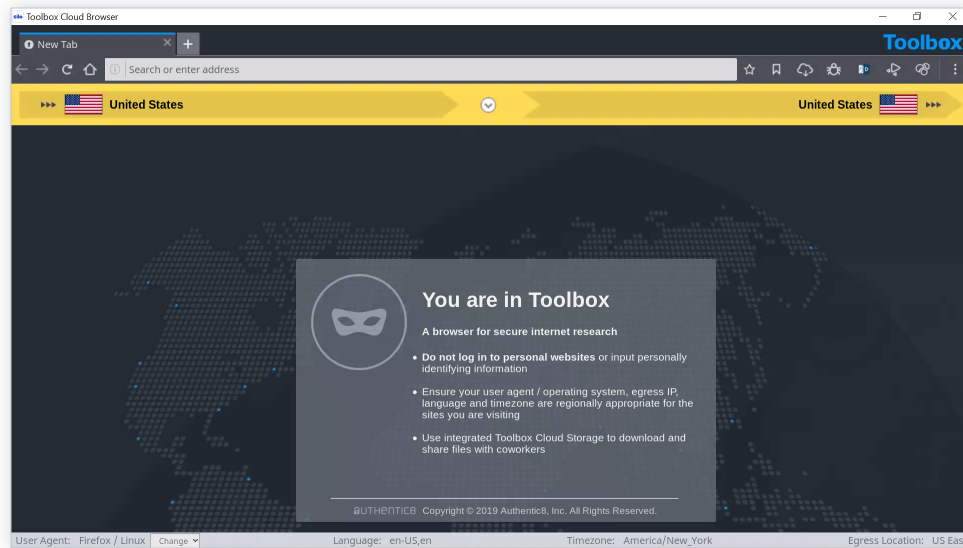 Toolbox Cloud Browser
New Tab
Toolbox
Search or enter address
United States
United States
You are in Toolbox
A browser for secure internet research
• Do not log in to personal websites or input personally
identifying information
• Ensure your user agent / operating system, egress IP,
language and timezone are regionally appropriate for the
sites you are visiting
• Use integrated Toolbox Cloud Storage to download and
share files with coworkers
AUTHENTIC8 Copyright © 2019 Authentic8, Inc. All Rights Reserved.
User Agent: Firefox / Linux Change Language: en-US,en Timezone: America/New_York Egress Location: US Eas